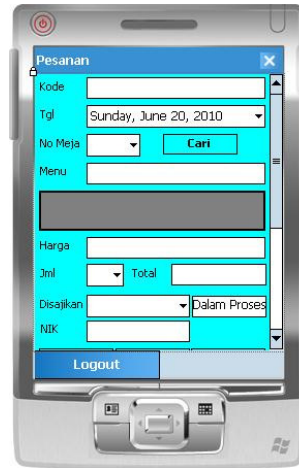 Pesanan
Kode
Tgl Sunday, June 20, 2010
No Meja Cari
Menu
Harga
Jml Total
Disajikan Dalam Proses
NIK
Logout